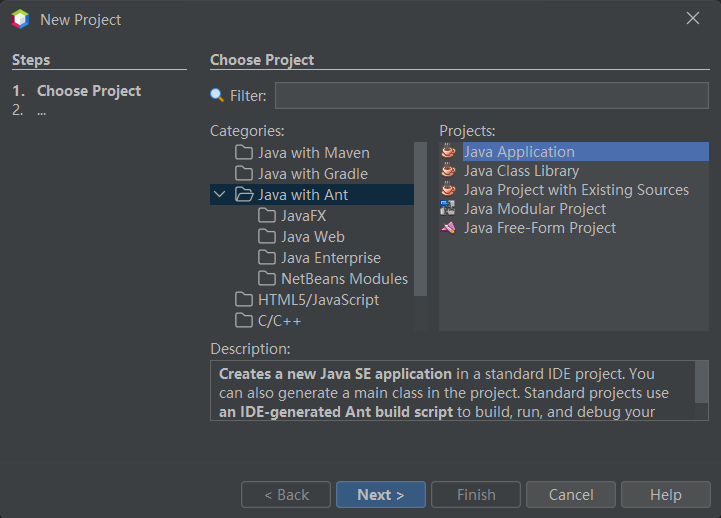 New Project
Steps
1. Choose Project
2. ...
Choose Project
Filter:
Categories:
Java with Maven
Java with Gradle
Java with Ant
JavaFX
Java Web
Java Enterprise
NetBeans Modules
HTML5/JavaScript
C/C++
Projects:
Java Application
Java Class Library
Java Project with Existing Sources
Java Modular Project
Java Free-Form Project
Description:
Creates a new Java SE application in a standard IDE project. You
can also generate a main class in the project. Standard projects use
an IDE-generated Ant build script to build, run, and debug your
< Back
Next >
Finish
Cancel
Help